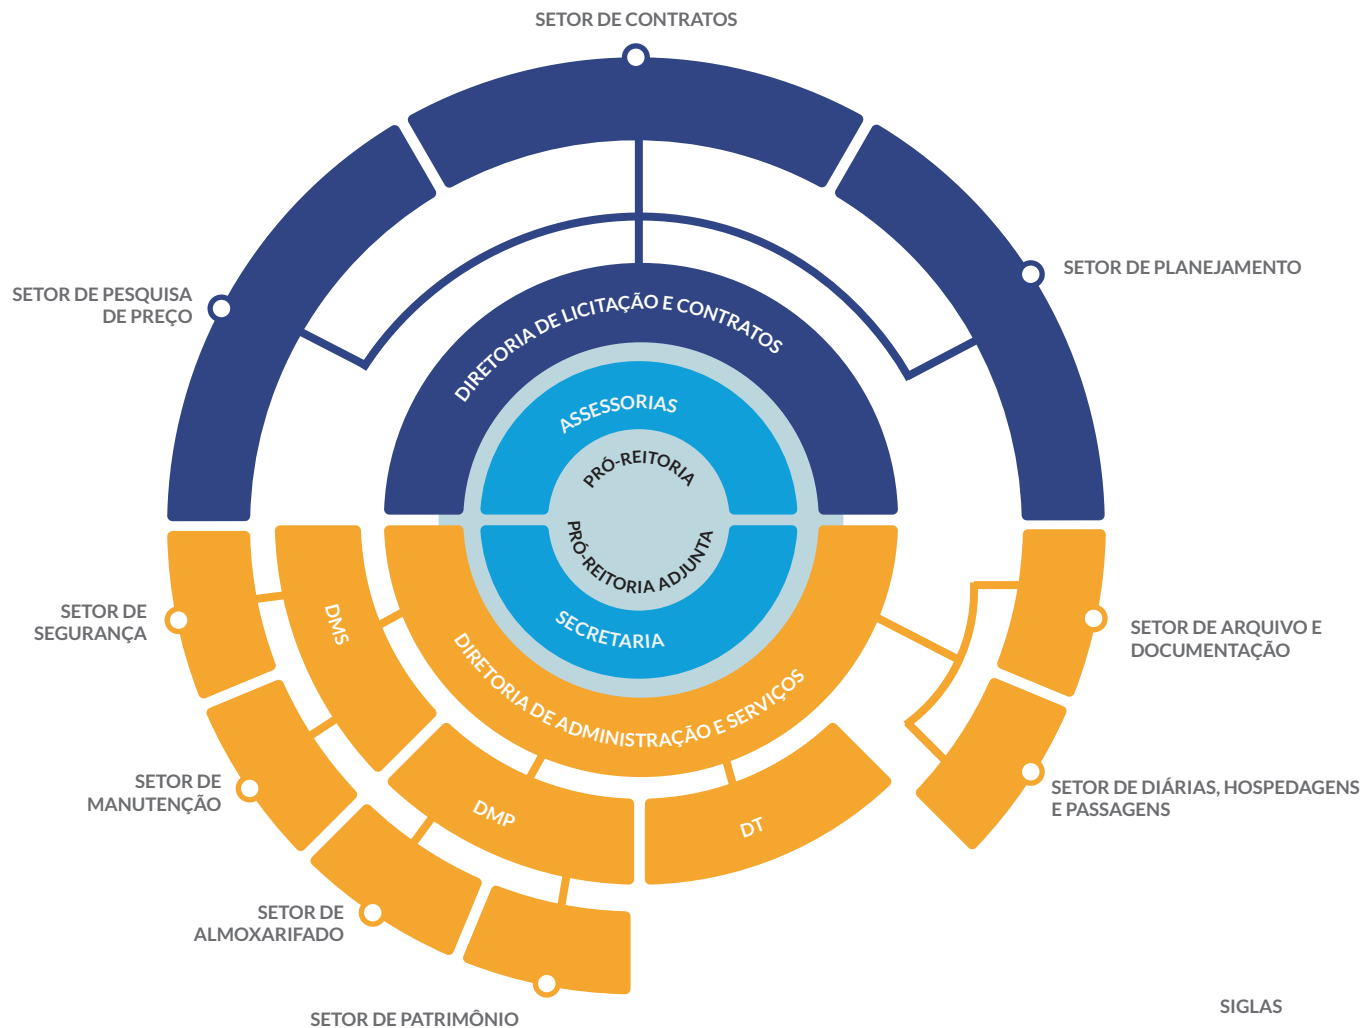 SETOR DE CONTRATOS
SETOR DE PLANEJAMENTO
SETOR DE PESQUISA
DE PREÇO
DIRETORIA DE LICITAÇÃO E CONTRATOS
ASSESSORIAS
PRÓ-REITORIA
PRÓ-REITORIA ADJUNTA
SECRETARIA
DIRETORIA DE ADMINISTRAÇÃO E SERVIÇOS
DMS
DMP
DT
SETOR DE
SEGURANÇA
SETOR DE ARQUIVO E
DOCUMENTAÇÃO
SETOR DE
MANUTENÇÃO
SETOR DE DIÁRIAS, HOSPEDAGENS
E PASSAGENS
SETOR DE
ALMOXARIFADO
SETOR DE PATRIMÔNIO
SIGLAS